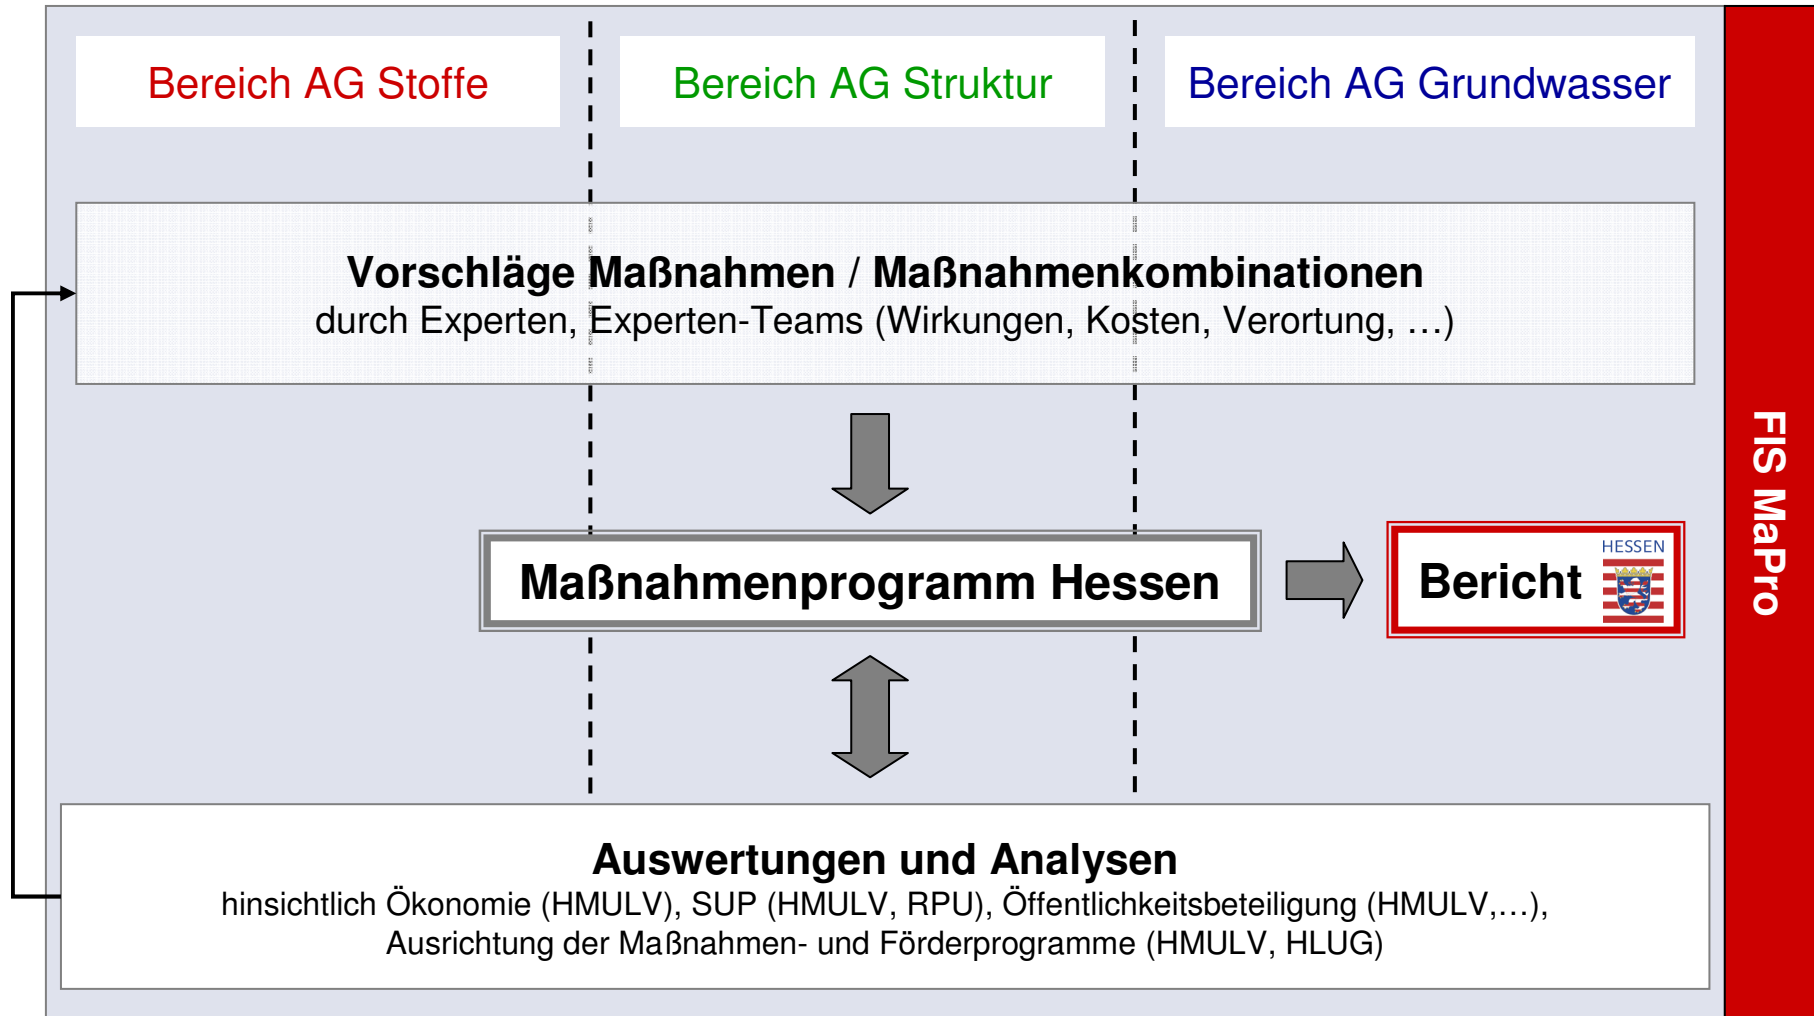 Bereich AG Stoffe
Bereich AG Struktur
Bereich AG Grundwasser
Vorschläge Maßnahmen / Maßnahmenkombinationen
durch Experten, Experten-Teams (Wirkungen, Kosten, Verortung, …)
Maßnahmenprogramm Hessen
Bericht
HESSEN
Auswertungen und Analysen
hinsichtlich Ökonomie (HMULV), SUP (HMULV, RPU), Öffentlichkeitsbeteiligung (HMULV,…),
Ausrichtung der Maßnahmen- und Förderprogramme (HMULV, HLUG)
FIS MaPro